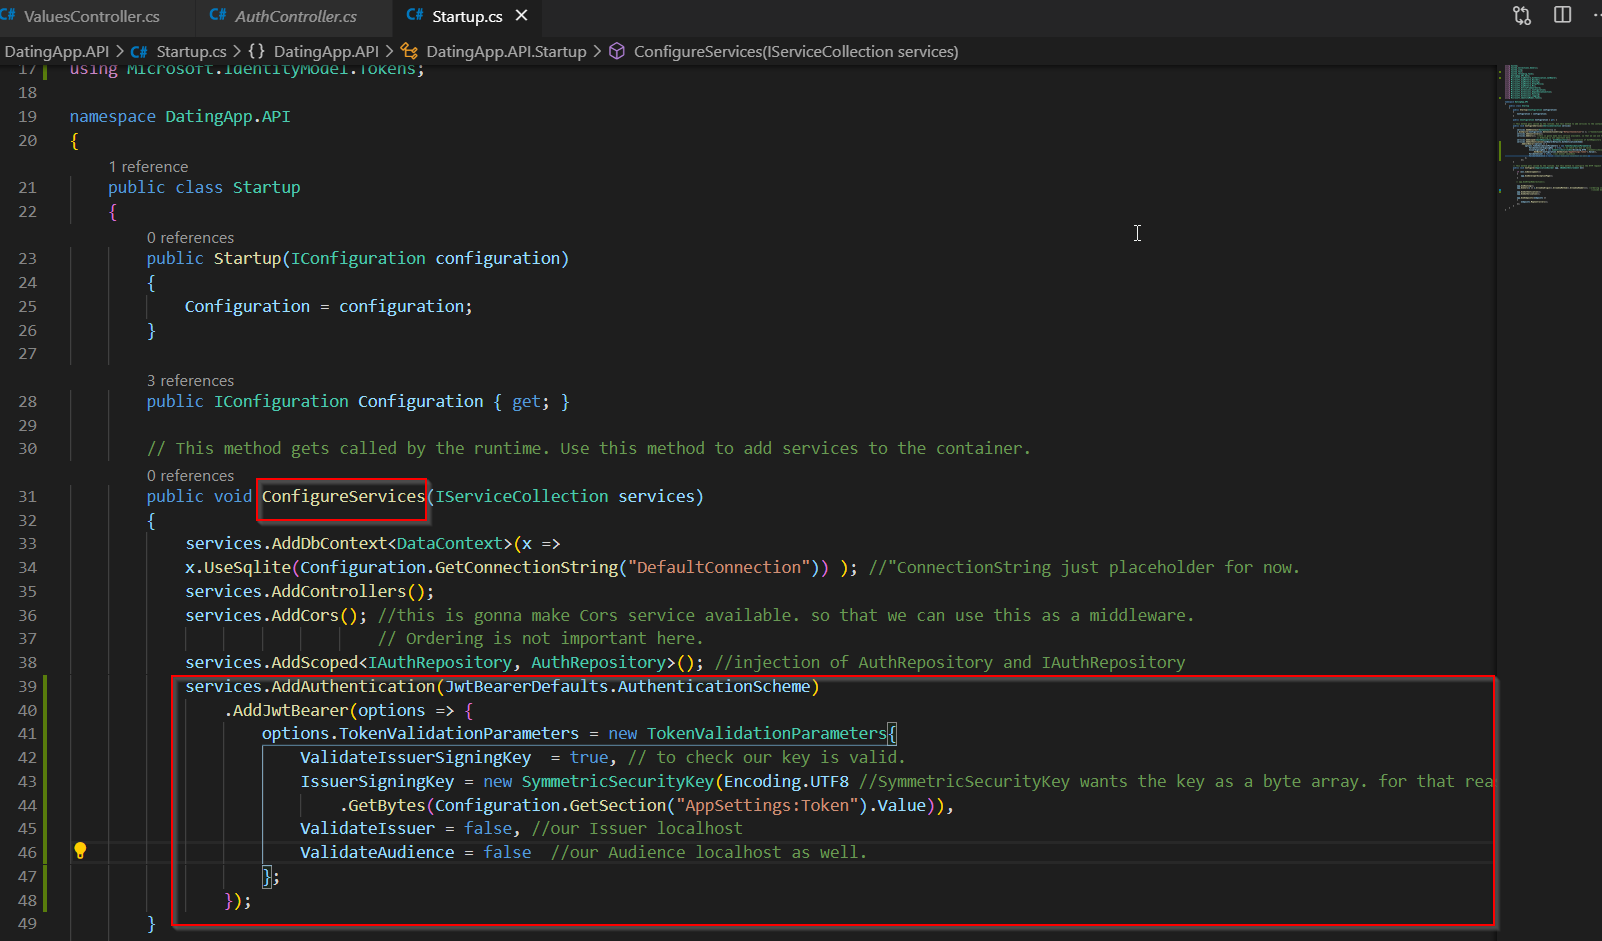 C# ValuesController.cs C# AuthController.cs C# Startup.cs
DatingApp.API > C# Startup.cs > {} DatingApp.API > DatingApp.API.Startup > ConfigureServices(IServiceCollection services)
17 using Microsoft.IdentityModel.Tokens;
18
19 namespace DatingApp.API
20 {
1 reference
21 public class Startup
22 {
0 references
23 public Startup(IConfiguration configuration)
24 {
25 Configuration = configuration;
26 }
27
3 references
28 public IConfiguration Configuration { get; }
29
30 // This method gets called by the runtime. Use this method to add services to the container.
0 references
31 public void ConfigureServices(IServiceCollection services)
32 {
33 services.AddDbContext<DataContext>(x =>
34 x.UseSqlite(Configuration.GetConnectionString("DefaultConnection")) ); //"ConnectionString just placeholder for now.
35 services.AddControllers();
36 services.AddCors(); //this is gonna make Cors service available. so that we can use this as a middleware.
37 // Ordering is not important here.
38 services.AddScoped<IAuthRepository, AuthRepository>(); //injection of AuthRepository and IAuthRepository
39 services.AddAuthentication(JwtBearerDefaults.AuthenticationScheme)
40 .AddJwtBearer(options => {
41 options.TokenValidationParameters = new TokenValidationParameters{
42 ValidateIssuerSigningKey  = true, // to check our key is valid.
43 IssuerSigningKey = new SymmetricSecurityKey(Encoding.UTF8 //SymmetricSecurityKey wants the key as a byte array. for that rea
44 .GetBytes(Configuration.GetSection("AppSettings:Token").Value)),
45 ValidateIssuer = false, //our Issuer localhost
46 ValidateAudience = false  //our Audience localhost as well.
47 };
48 });
49 }